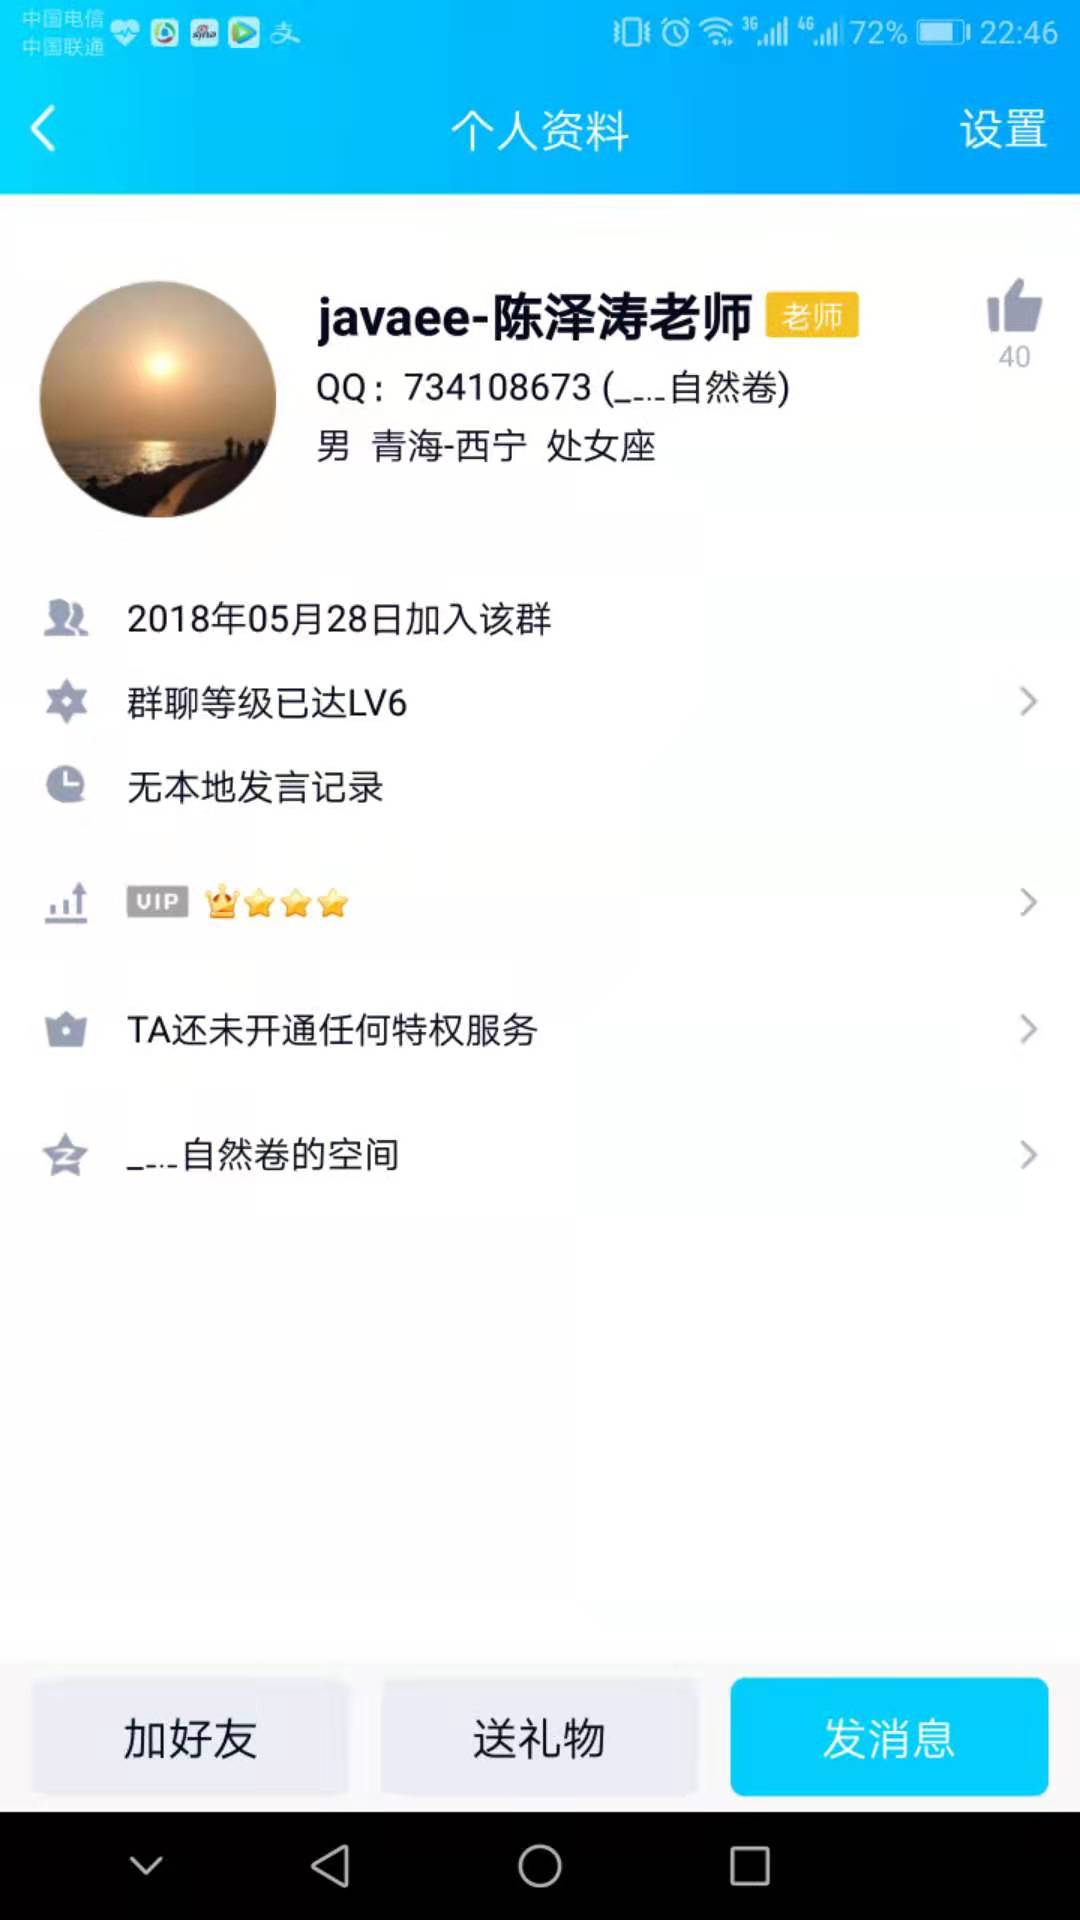 中国电信
中国联通
3G 4G 72% 22:46
个人资料 设置
javaee-陈泽涛老师 老师
40
QQ：734108673 (_-.._自然卷)
男 青海-西宁 处女座
2018年05月28日加入该群
群聊等级已达LV6
无本地发言记录
VIP
TA还未开通任何特权服务
_-.._自然卷的空间
加好友 送礼物 发消息